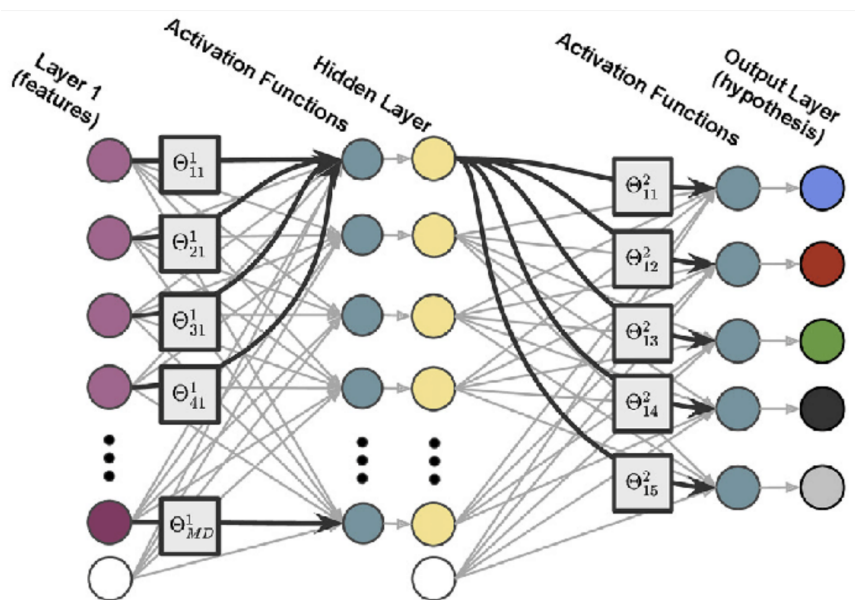 Layer 1
(features)
Activation Functions
Hidden Layer
Activation Functions
Output Layer
(hypothesis)
Θ¹₁₁
Θ¹₂₁
Θ¹₃₁
Θ¹₄₁
Θ¹_MD
Θ²₁₁
Θ²₁₂
Θ²₁₃
Θ²₁₄
Θ²₁₅